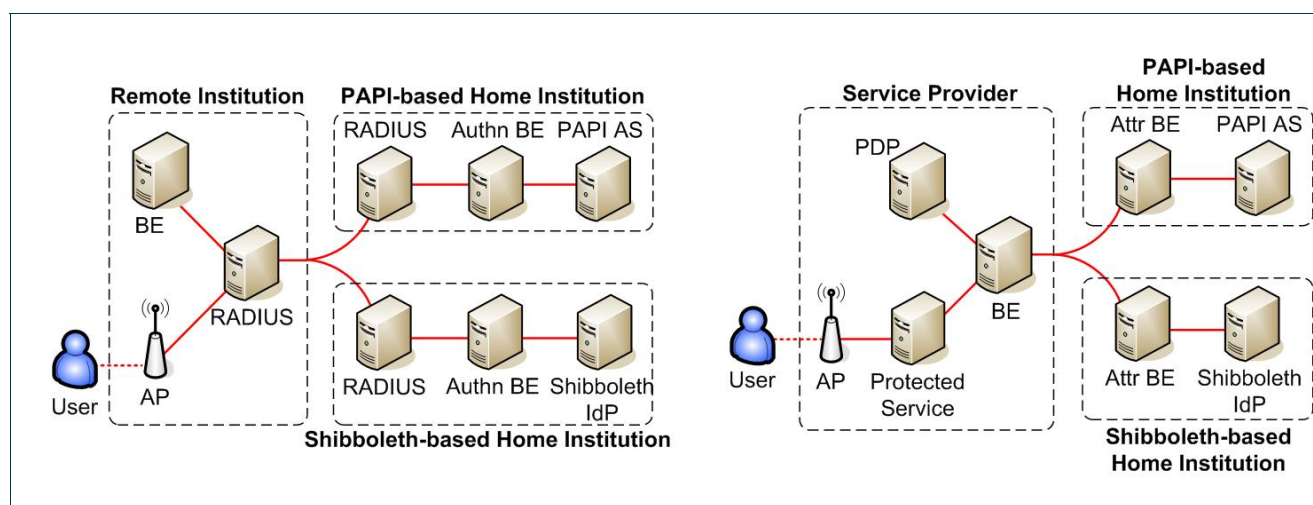 Remote Institution
PAPI-based Home Institution
RADIUS
Authn BE
PAPI AS
BE
RADIUS
User
AP
RADIUS
Authn BE
Shibboleth
IdP
Shibboleth-based Home Institution
Service Provider
PAPI-based
Home Institution
PDP
Attr BE
PAPI AS
BE
User
AP
Protected
Service
Attr BE
Shibboleth
IdP
Shibboleth-based
Home Institution